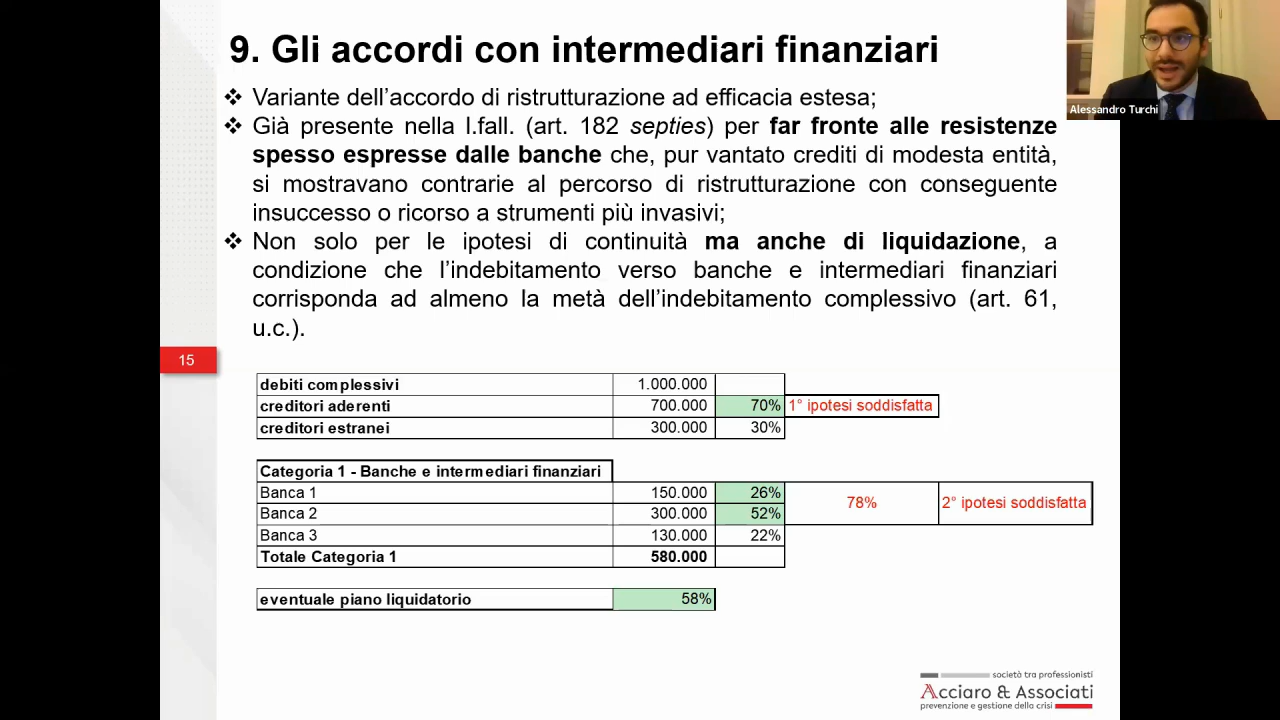 9. Gli accordi con intermediari finanziari
Alessandro Turchi
❖ Variante dell’accordo di ristrutturazione ad efficacia estesa;
❖ Già presente nella l.fall. (art. 182 septies) per far fronte alle resistenze
spesso espresse dalle banche che, pur vantato crediti di modesta entità,
si mostravano contrarie al percorso di ristrutturazione con conseguente
insuccesso o ricorso a strumenti più invasivi;
❖ Non solo per le ipotesi di continuità ma anche di liquidazione, a
condizione che l’indebitamento verso banche e intermediari finanziari
corrisponda ad almeno la metà dell’indebitamento complessivo (art. 61,
u.c.).
15
debiti complessivi 1.000.000
creditori aderenti 700.000 70% 1° ipotesi soddisfatta
creditori estranei 300.000 30%
Categoria 1 - Banche e intermediari finanziari
Banca 1 150.000 26%
Banca 2 300.000 52%
78% 2° ipotesi soddisfatta
Banca 3 130.000 22%
Totale Categoria 1 580.000
eventuale piano liquidatorio 58%
società tra professionisti
Acciaro & Associati
prevenzione e gestione della crisi